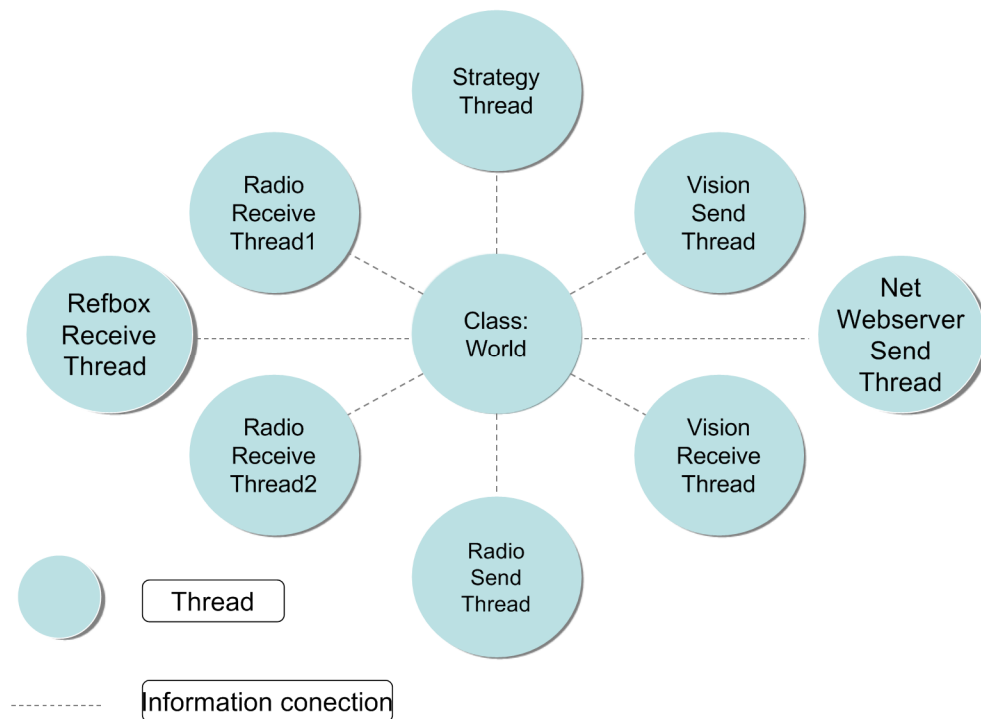 Strategy
Thread
Radio
Receive
Thread1
Vision
Send
Thread
Refbox
Receive
Thread
Class:
World
Net
Webserver
Send
Thread
Radio
Receive
Thread2
Vision
Receive
Thread
Radio
Send
Thread
Thread
Information conection